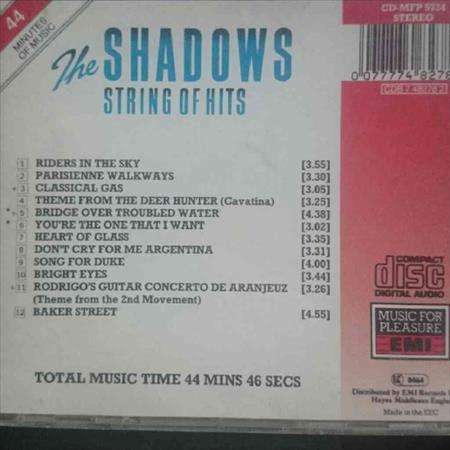 44
MINUTES OF MUSIC
CD-MFP 5724
STEREO
The SHADOWS
STRING OF HITS
0 077774 8278
1 RIDERS IN THE SKY [3.55]
2 PARISIENNE WALKWAYS [3.30]
+3 CLASSICAL GAS [3.05]
4 THEME FROM THE DEER HUNTER (Gavatina) [3.25]
*+5 BRIDGE OVER TROUBLED WATER [4.38]
*6 YOU'RE THE ONE THAT I WANT [3.02]
7 HEART OF GLASS [3.35]
8 DON'T CRY FOR ME ARGENTINA [3.31]
9 SONG FOR DUKE [4.00]
10 BRIGHT EYES [3.44]
+11 RODRIGO'S GUITAR CONCERTO DE ARANJEUZ [3.26]
(Theme from the 2nd Movement)
12 BAKER STREET [4.55]
COMPACT
disc
DIGITAL AUDIO
MUSIC FOR
PLEASURE
EMI
TOTAL MUSIC TIME 44 MINS 46 SECS
Distributed by EMI Records
Hayes Middlesex
Made in the EEC